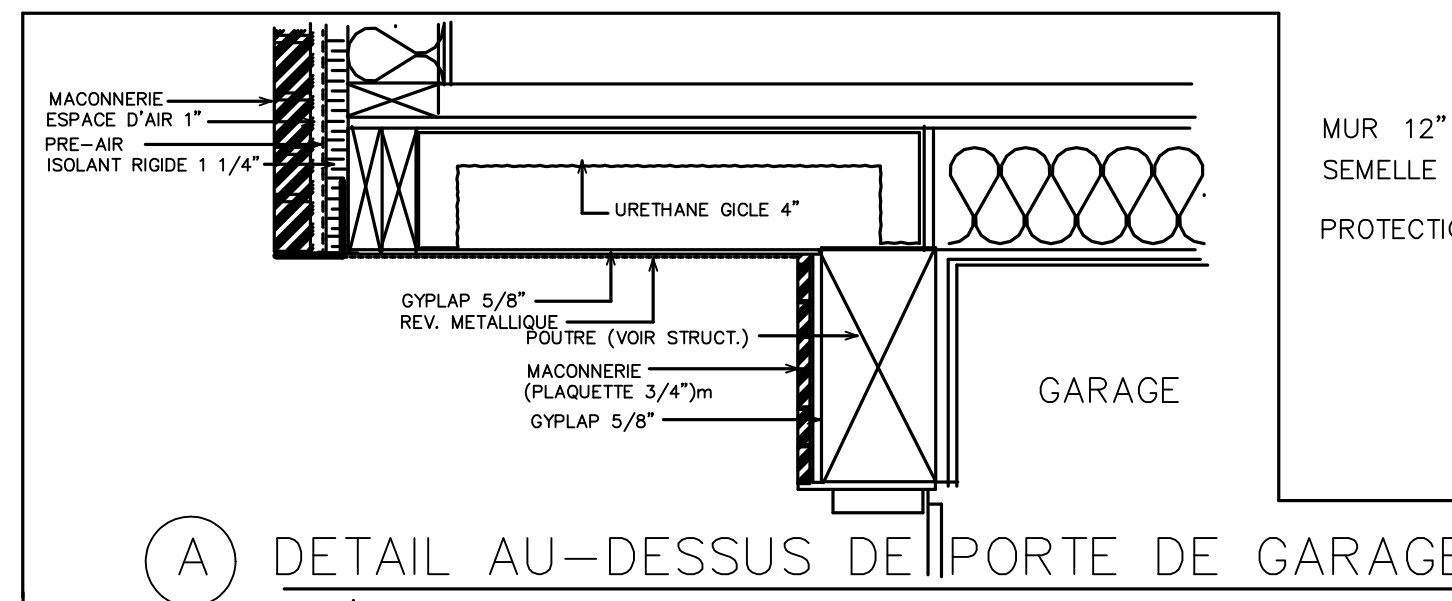 MACONNERIE
ESPACE D'AIR 1"
PRE-AIR
ISOLANT RIGIDE 1 1/4"
URETHANE GICLE 4"
GYPLAP 5/8"
REV. METALLIQUE
POUTRE (VOIR STRUCT.)
MACONNERIE
(PLAQUETTE 3/4")m
GYPLAP 5/8"
GARAGE
A DETAIL AU-DESSUS DE PORTE DE GARAGE
MUR 12"
SEMELLE